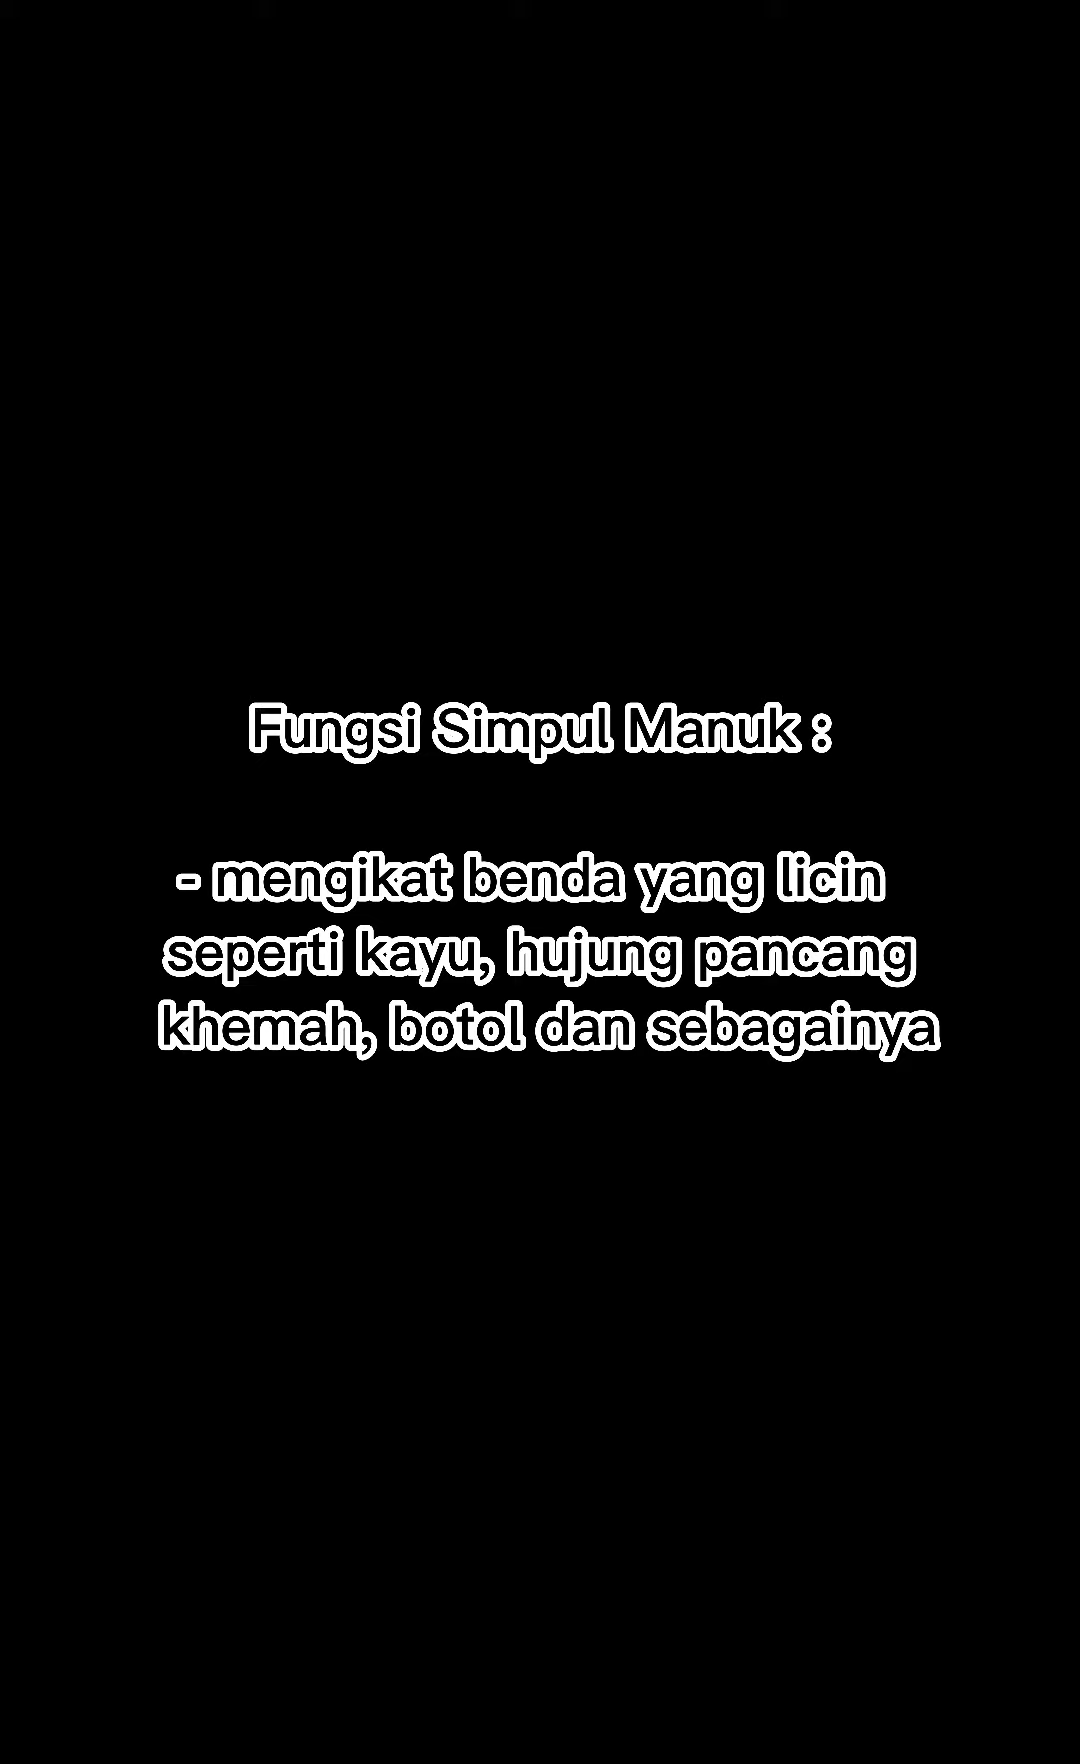 Fungsi Simpul Manuk :
- mengikat benda yang licin
seperti kayu, hujung pancang
khemah, botol dan sebagainya